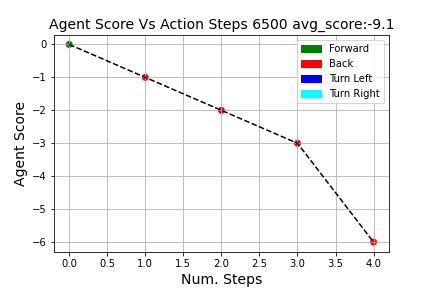 Agent Score Vs Action Steps 6500 avg_score:-9.1
Forward
Back
Turn Left
Turn Right
Agent Score
0
−1
−2
−3
−4
−5
−6
0.0 0.5 1.0 1.5 2.0 2.5 3.0 3.5 4.0
Num. Steps